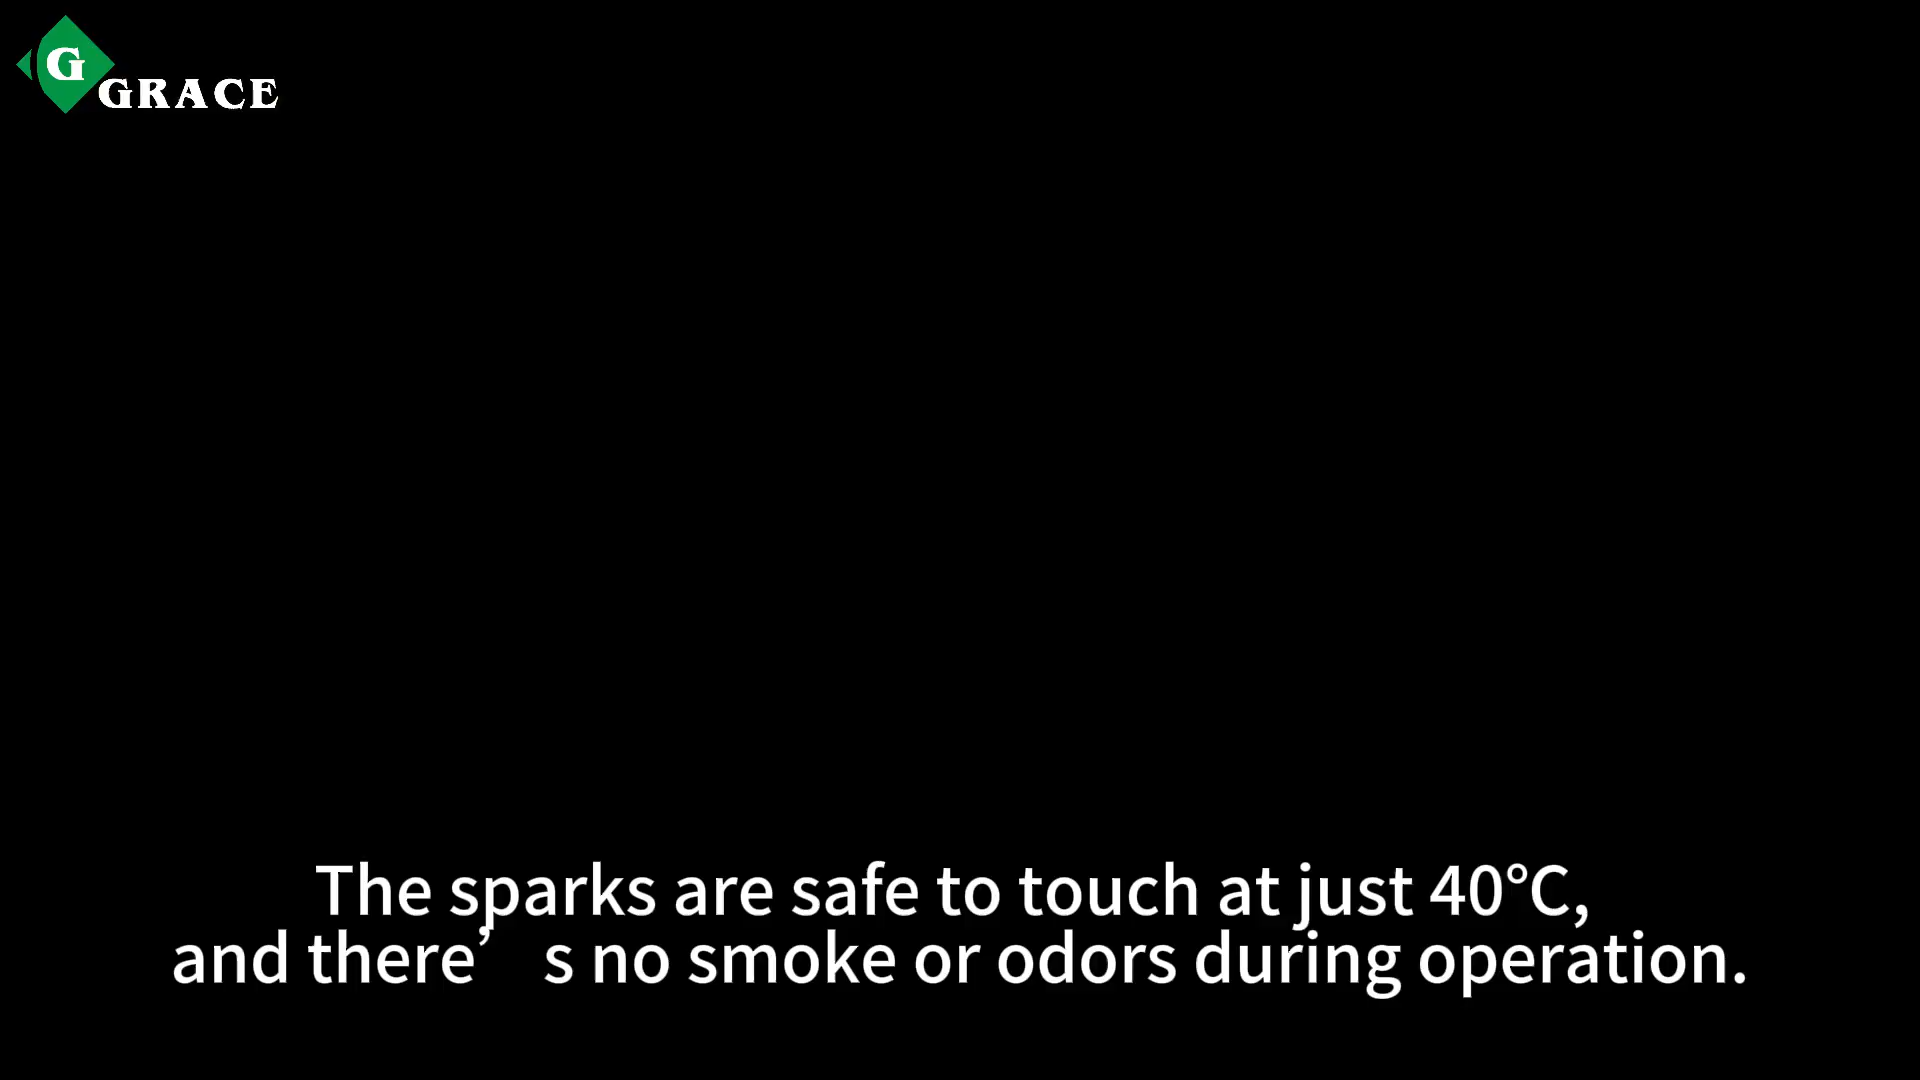 G
GRACE
The sparks are safe to touch at just 40°C,
and there’s no smoke or odors during operation.